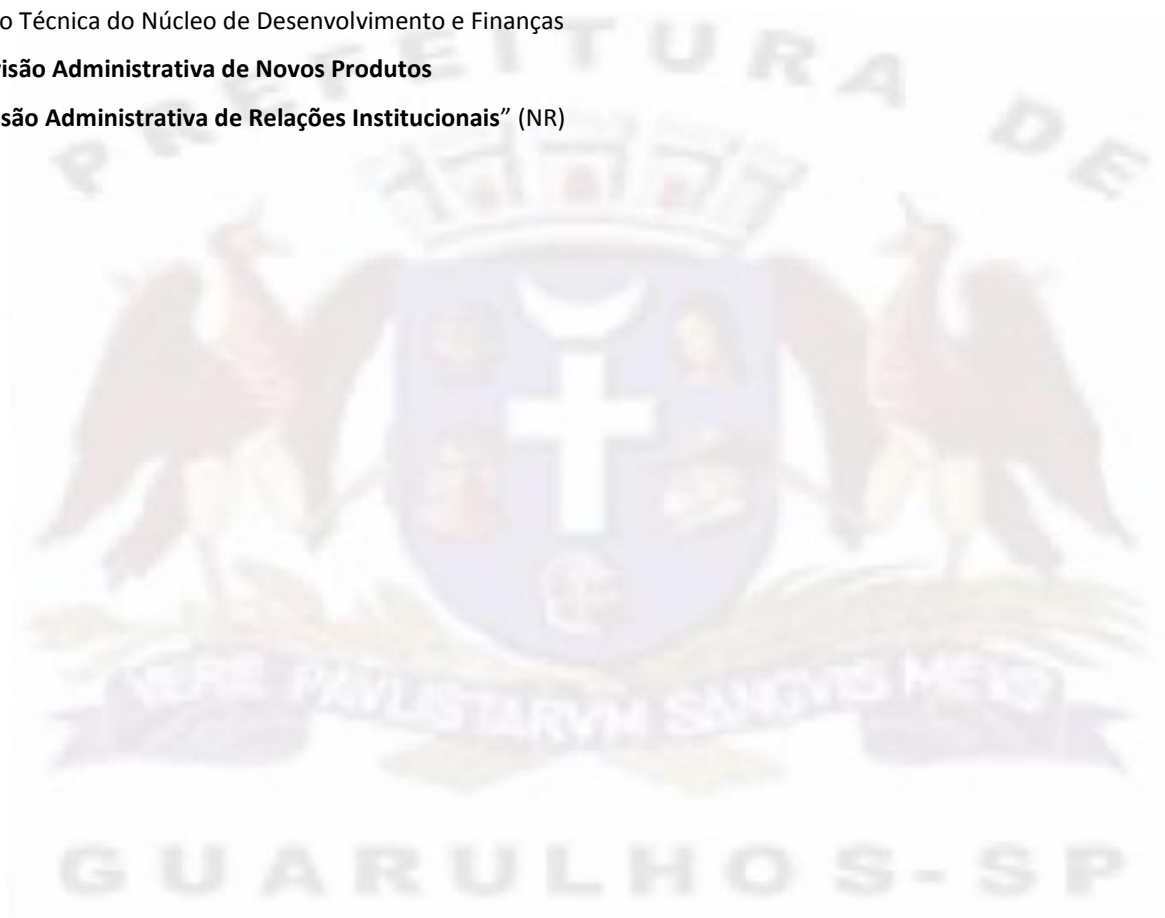 o Técnica do Núcleo de Desenvolvimento e Finanças
isão Administrativa de Novos Produtos
são Administrativa de Relações Institucionais” (NR)
PREFEITURA DE
VERE PAVLISTARVM SANGVIS MEVS
GUARULHOS-SP